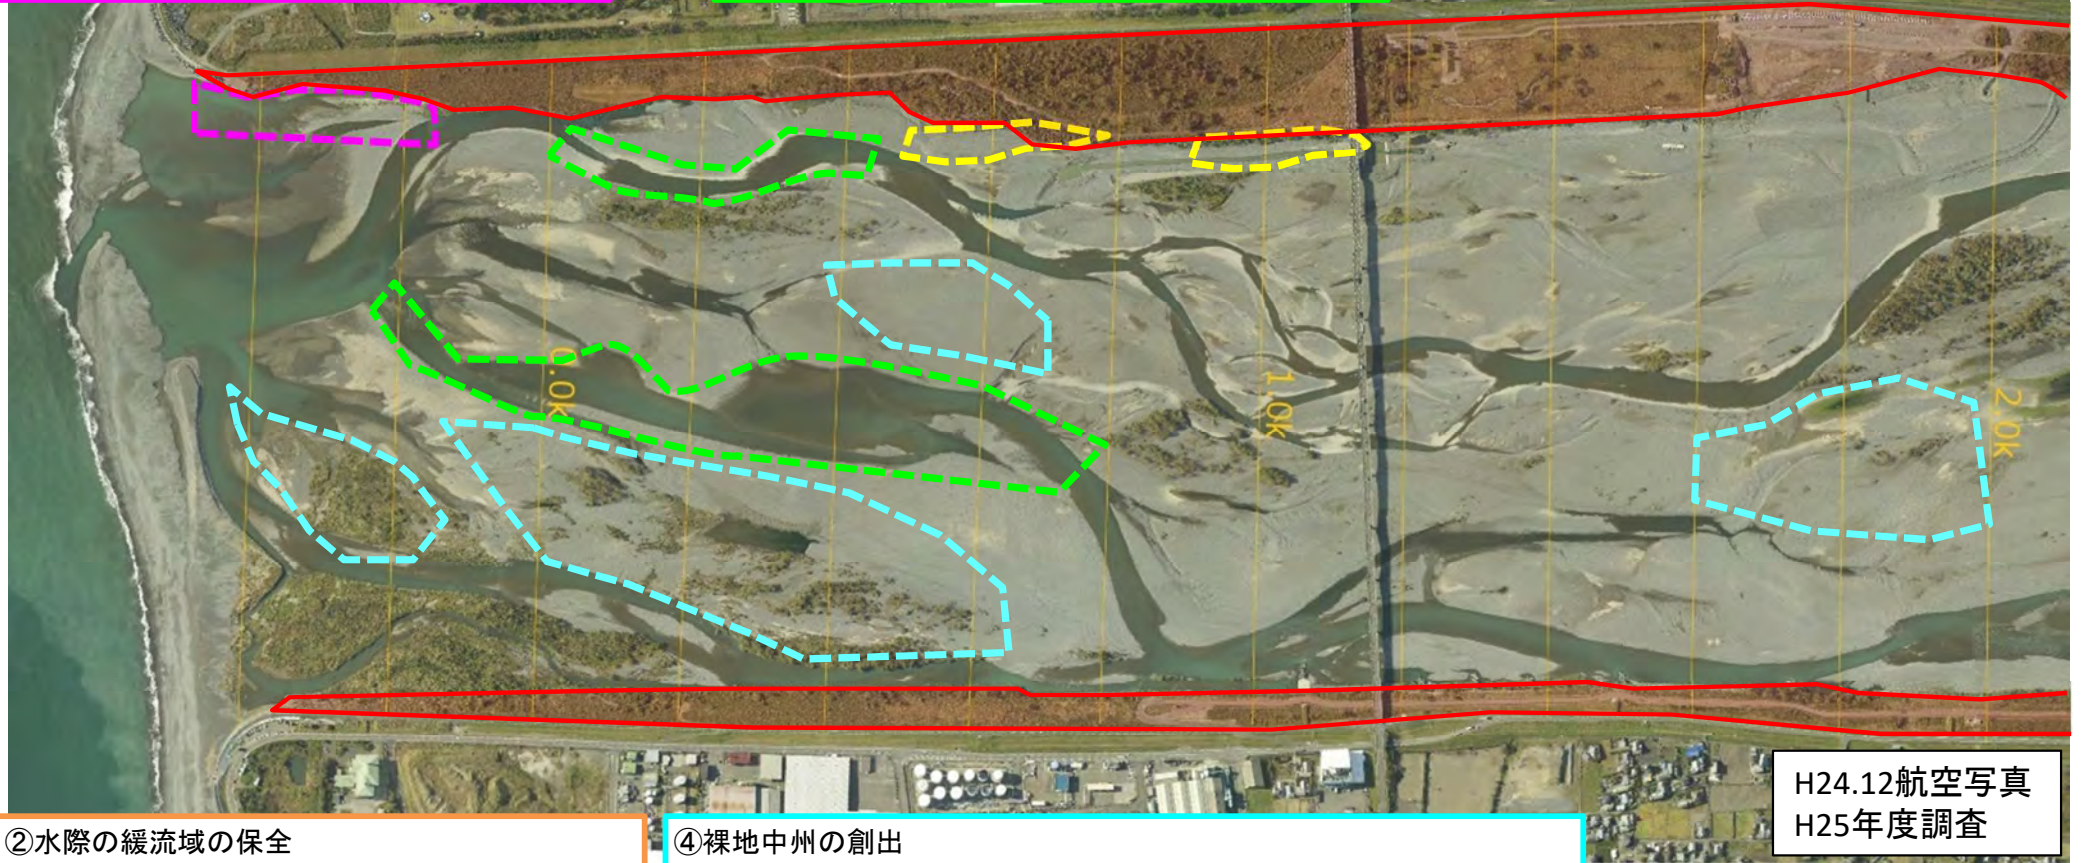 0.0k
1.0k
2.0k
H24.12航空写真
H25年度調査
②水際の緩流域の保全
④裸地中州の創出